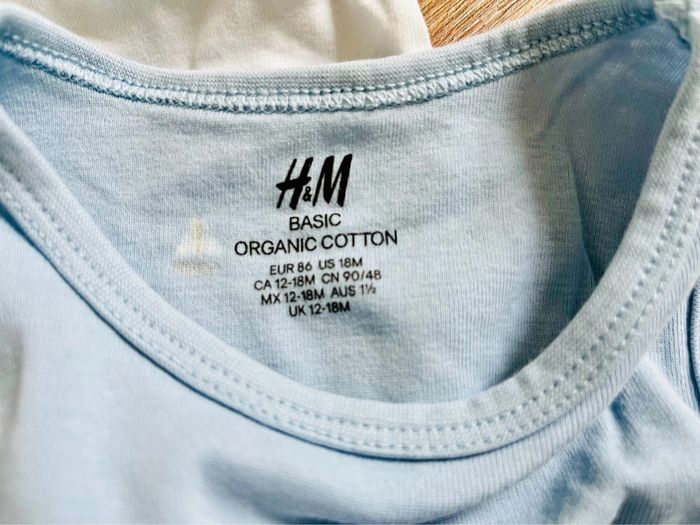 H&M
BASIC
ORGANIC COTTON
EUR 86 US 18M
CA 12-18M CN 90/48
MX 12-18M AUS 1½
UK 12-18M